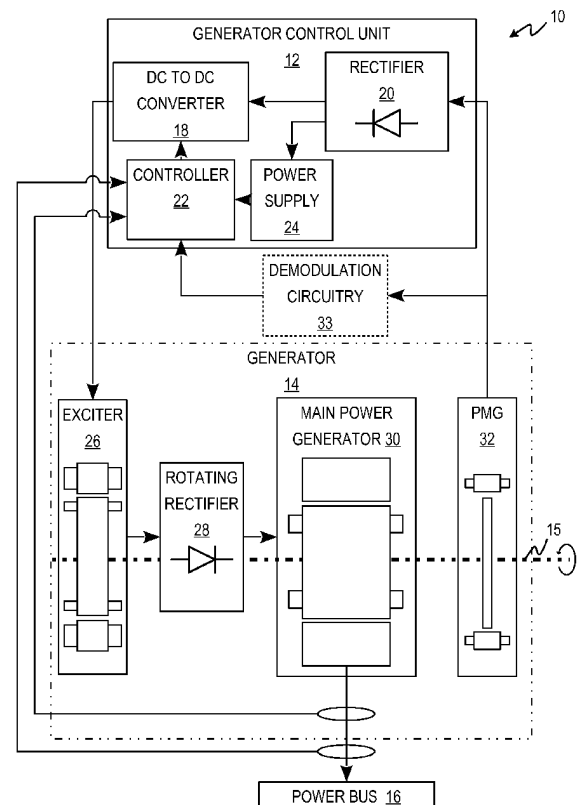 10
GENERATOR CONTROL UNIT
12
DC TO DC
CONVERTER
18
RECTIFIER
20
CONTROLLER
22
POWER
SUPPLY
24
DEMODULATION
CIRCUITRY
33
GENERATOR
14
EXCITER
26
ROTATING
RECTIFIER
28
MAIN POWER
GENERATOR 30
PMG
32
15
POWER BUS 16